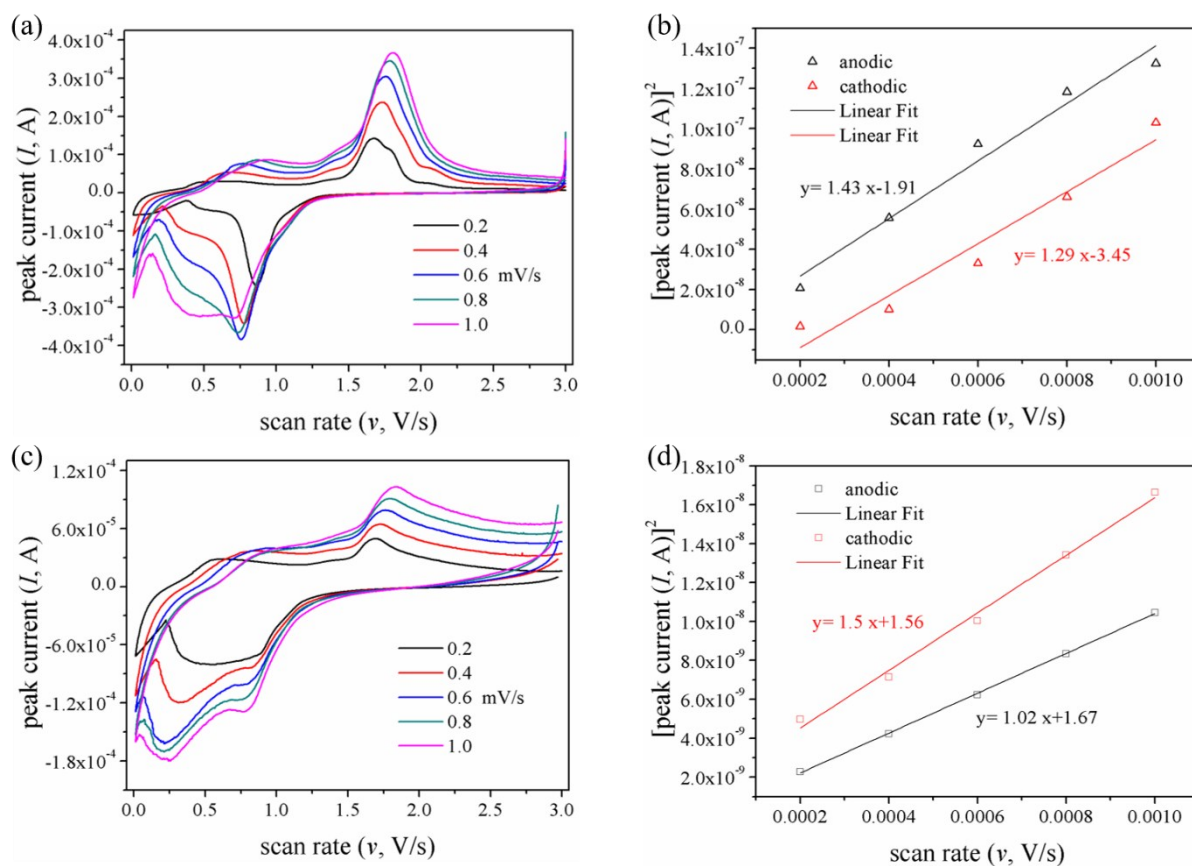 (a)
4.0x10⁻⁴
3.0x10⁻⁴
2.0x10⁻⁴
1.0x10⁻⁴
0.0
-1.0x10⁻⁴
-2.0x10⁻⁴
-3.0x10⁻⁴
-4.0x10⁻⁴
peak current (I, A)
0.2
0.4
0.6 mV/s
0.8
1.0
0.0 0.5 1.0 1.5 2.0 2.5 3.0
scan rate (v, V/s)
(b)
1.4x10⁻⁷
1.2x10⁻⁷
1.0x10⁻⁷
8.0x10⁻⁸
6.0x10⁻⁸
4.0x10⁻⁸
2.0x10⁻⁸
0.0
[peak current (I, A)]²
anodic
cathodic
Linear Fit
Linear Fit
y= 1.43 x-1.91
y= 1.29 x-3.45
0.0002 0.0004 0.0006 0.0008 0.0010
scan rate (v, V/s)
(c)
1.2x10⁻⁴
6.0x10⁻⁵
0.0
-6.0x10⁻⁵
-1.2x10⁻⁴
-1.8x10⁻⁴
peak current (I, A)
0.2
0.4
0.6 mV/s
0.8
1.0
0.0 0.5 1.0 1.5 2.0 2.5 3.0
scan rate (v, V/s)
(d)
1.8x10⁻⁸
1.6x10⁻⁸
1.4x10⁻⁸
1.2x10⁻⁸
1.0x10⁻⁸
8.0x10⁻⁹
6.0x10⁻⁹
4.0x10⁻⁹
2.0x10⁻⁹
[peak current (I, A)]²
anodic
Linear Fit
cathodic
Linear Fit
y= 1.5 x+1.56
y= 1.02 x+1.67
0.0002 0.0004 0.0006 0.0008 0.0010
scan rate (v, V/s)